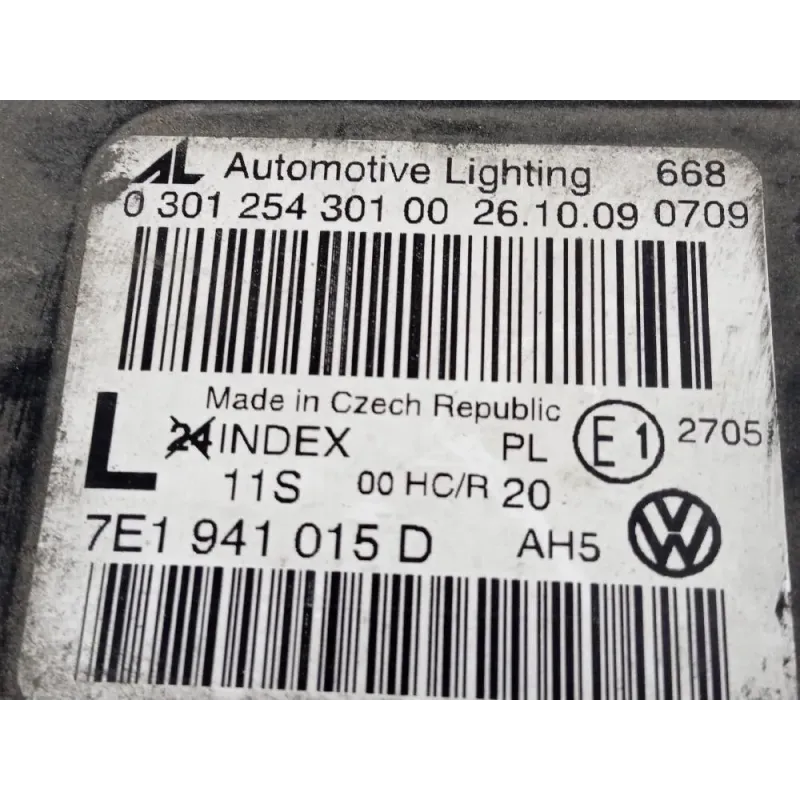 AL Automotive Lighting 668
0 301 254 301 00 26.10.09 0709
Made in Czech Republic
L 24 INDEX PL E1 2705
11S 00 HC/R 20
7E1 941 015 D AH5 VW